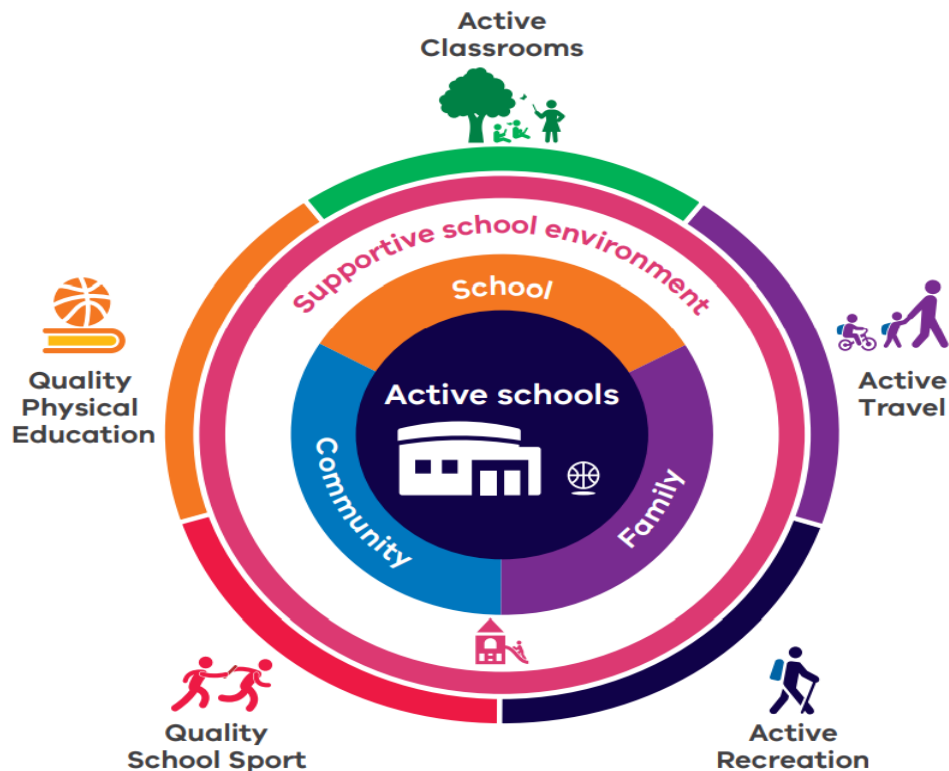 Active
Classrooms
Supportive school environment
School
Quality
Physical
Education
Active schools
Active
Travel
Community
Family
Quality
School Sport
Active
Recreation